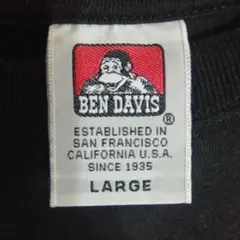 BEN DAVIS
®
ESTABLISHED IN
SAN FRANCISCO
CALIFORNIA U.S.A.
SINCE 1935
LARGE